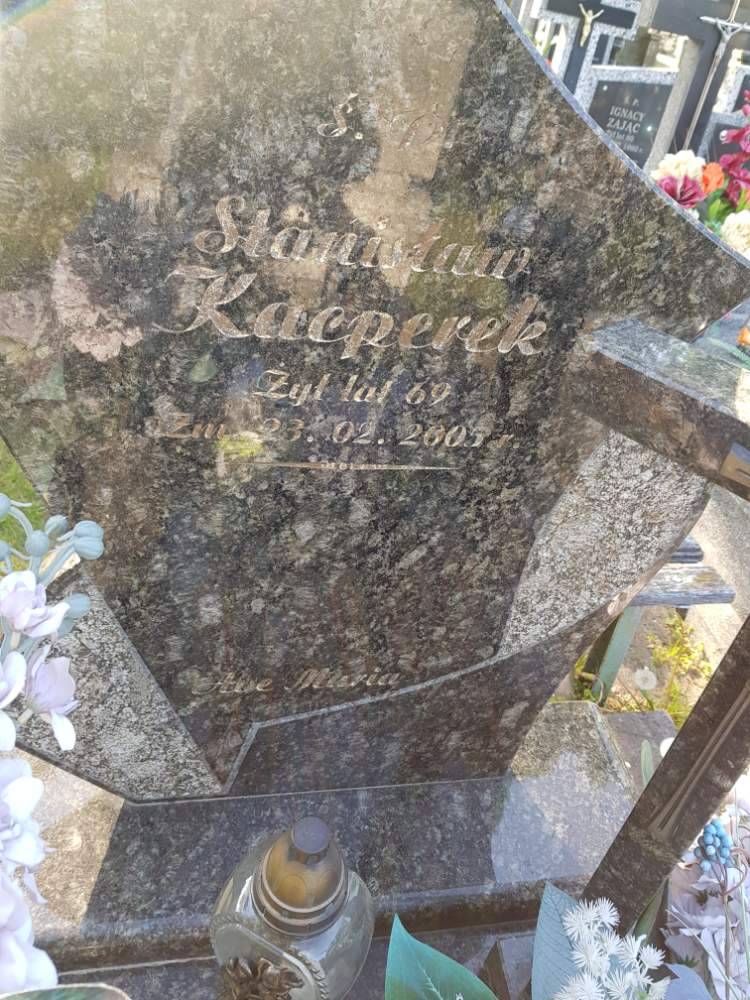 Ś. P.
Stanisław
Kacperek
Żył lat 69
Zm. 23. 02. 2005 r.
Ave Maria
Ś. P.
IGNACY
ZAJĄC